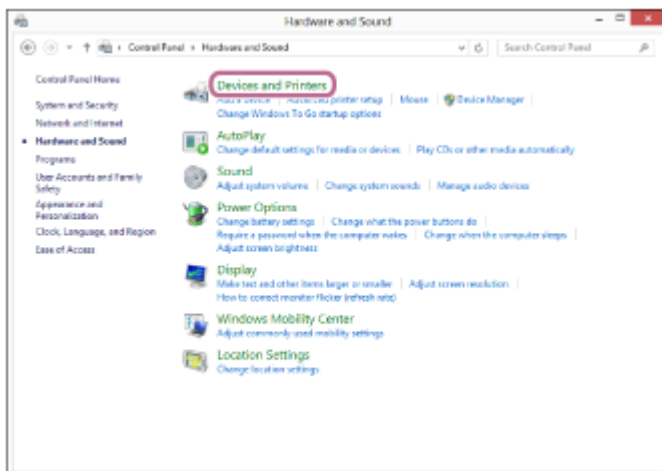 Hardware and Sound
Control Panel › Hardware and Sound
Search Control Panel
Control Panel Home
System and Security
Network and Internet
Hardware and Sound
Programs
User Accounts and Family
Safety
Appearance and
Personalization
Clock, Language, and Region
Ease of Access
Devices and Printers
Add a device | Advanced printer setup | Mouse | Device Manager
Change Windows To Go startup options
AutoPlay
Change default settings for media or devices | Play CDs or other media automatically
Sound
Adjust system volume | Change system sounds | Manage audio devices
Power Options
Change battery settings | Change what the power buttons do
Require a password when the computer wakes | Change when the computer sleeps
Adjust screen brightness
Display
Make text and other items larger or smaller | Adjust screen resolution
How to correct monitor flicker (refresh rate)
Windows Mobility Center
Adjust commonly used mobility settings
Location Settings
Change location settings